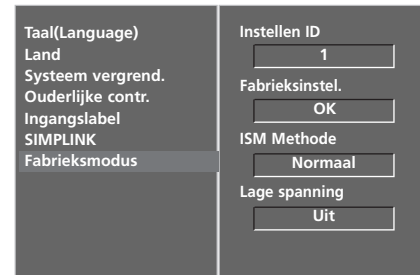 Taal(Language)
Land
Systeem vergrend.
Ouderlijke contr.
Ingangslabel
SIMPLINK
Fabrieksmodus
Instellen ID
1
Fabrieksinstel.
OK
ISM Methode
Normaal
Lage spanning
Uit